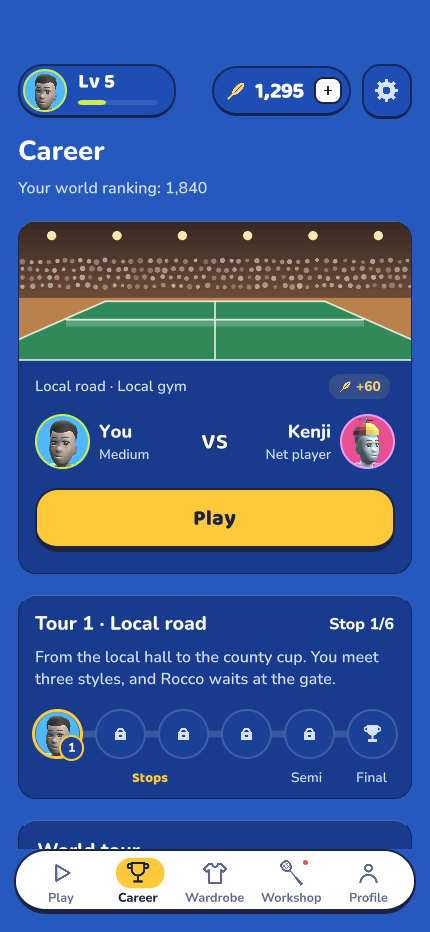 Lv 5
1,295
+
Career
Your world ranking: 1,840
Local road · Local gym
+60
You
Medium
VS
Kenji
Net player
Play
Tour 1 · Local road
Stop 1/6
From the local hall to the county cup. You meet
three styles, and Rocco waits at the gate.
1
Stops
Semi
Final
World tour
Play
Career
Wardrobe
Workshop
Profile